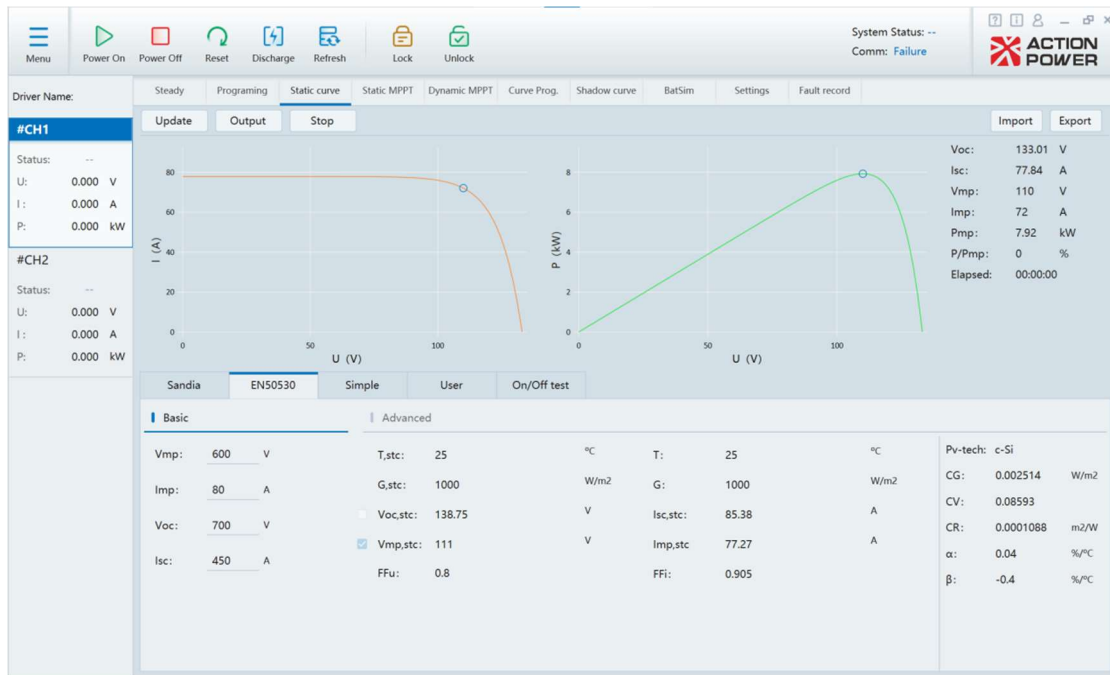 System Status: --
Comm: Failure
ACTION
POWER
Menu Power On Power Off Reset Discharge Refresh Lock Unlock
Driver Name:
#CH1
Status: --
U: 0.000 V
I: 0.000 A
P: 0.000 kW
#CH2
Status: --
U: 0.000 V
I: 0.000 A
P: 0.000 kW
Steady Programing Static curve Static MPPT Dynamic MPPT Curve Prog. Shadow curve BatSim Settings Fault record
Update Output Stop Import Export
I (A)
80
60
40
20
0
0 50 100
U (V)
P (kW)
8
6
4
2
0
0 50 100
U (V)
Voc: 133.01 V
Isc: 77.84 A
Vmp: 110 V
Imp: 72 A
Pmp: 7.92 kW
P/Pmp: 0 %
Elapsed: 00:00:00
Sandia EN50530 Simple User On/Off test
Basic
Vmp: 600 V
Imp: 80 A
Voc: 700 V
Isc: 450 A
Advanced
T,stc: 25 ºC T: 25 ºC
G,stc: 1000 W/m2 G: 1000 W/m2
Voc,stc: 138.75 V Isc,stc: 85.38 A
Vmp,stc: 111 V Imp,stc 77.27 A
FFu: 0.8 FFi: 0.905
Pv-tech: c-Si
CG: 0.002514 W/m2
CV: 0.08593
CR: 0.0001088 m2/W
α: 0.04 %/ºC
β: -0.4 %/ºC